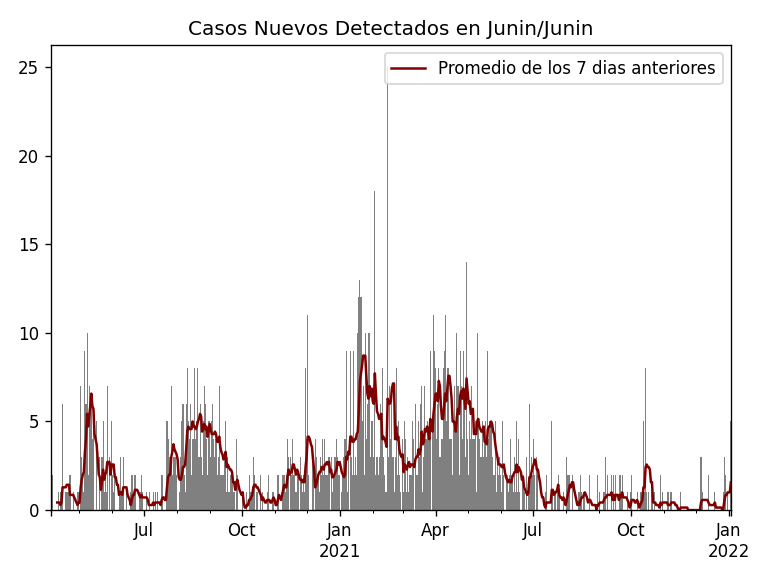 Casos Nuevos Detectados en Junin/Junin
Promedio de los 7 dias anteriores
25
20
15
10
5
0
Jul Oct Jan Apr Jul Oct Jan
2021 2022